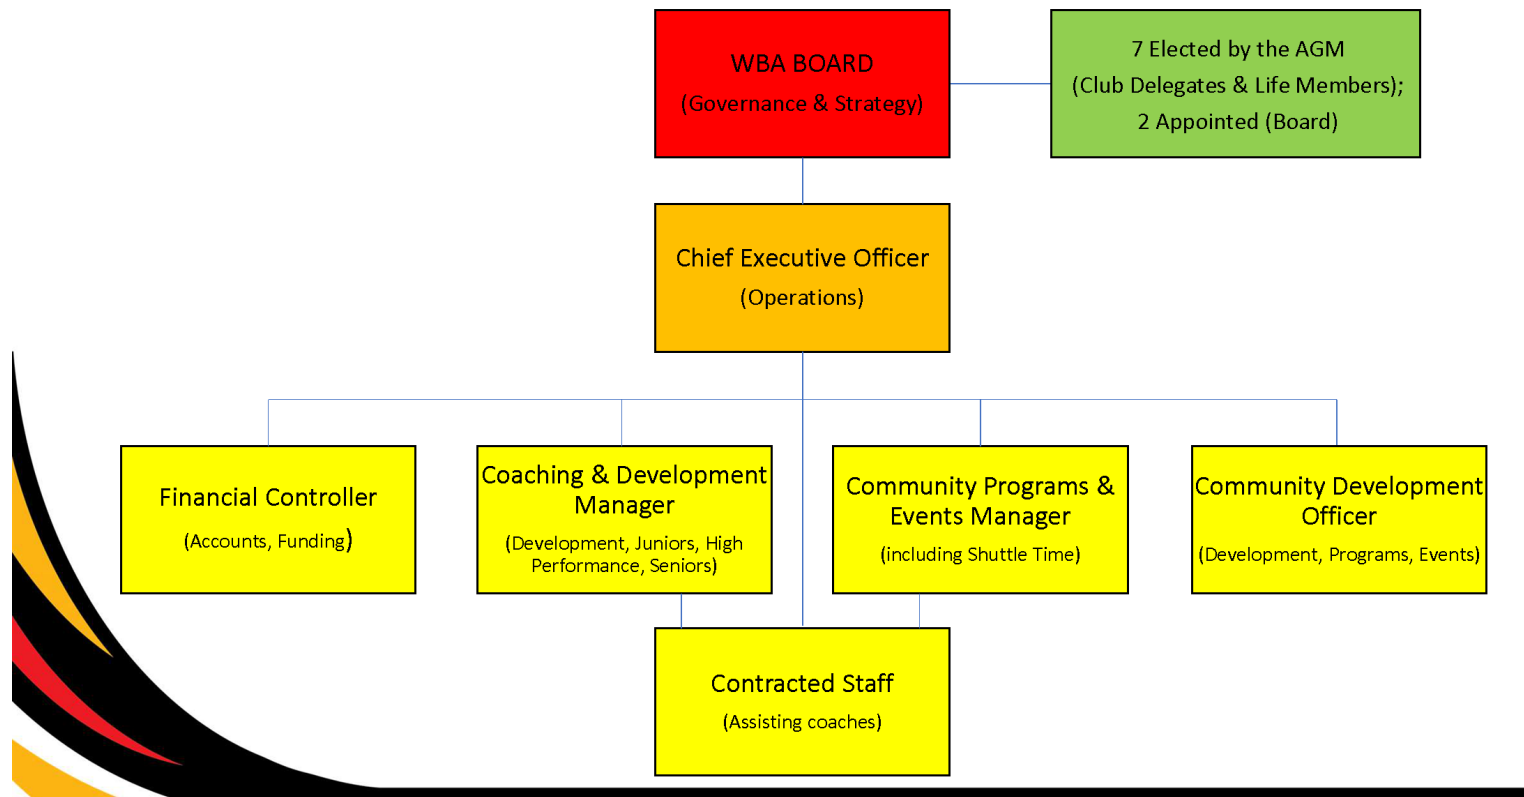 WBA BOARD
(Governance & Strategy)
7 Elected by the AGM
(Club Delegates & Life Members);
2 Appointed (Board)
Chief Executive Officer
(Operations)
Financial Controller
(Accounts, Funding)
Coaching & Development
Manager
(Development, Juniors, High
Performance, Seniors)
Community Programs &
Events Manager
(including Shuttle Time)
Community Development
Officer
(Development, Programs, Events)
Contracted Staff
(Assisting coaches)